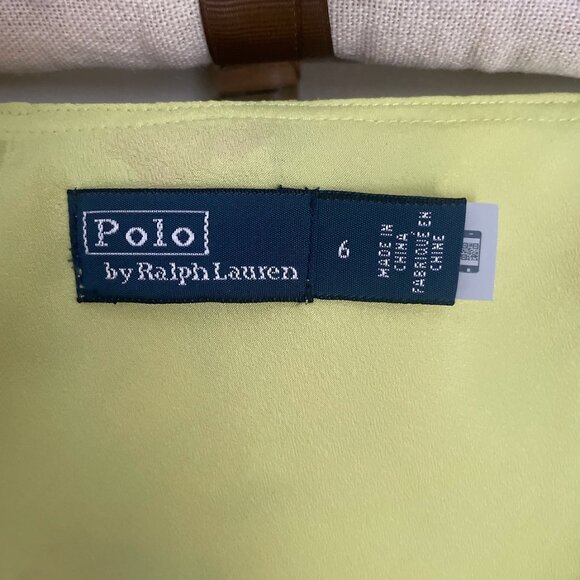 Polo
by Ralph Lauren
6
MADE IN
CHINA
FABRIQUÉ EN
CHINE